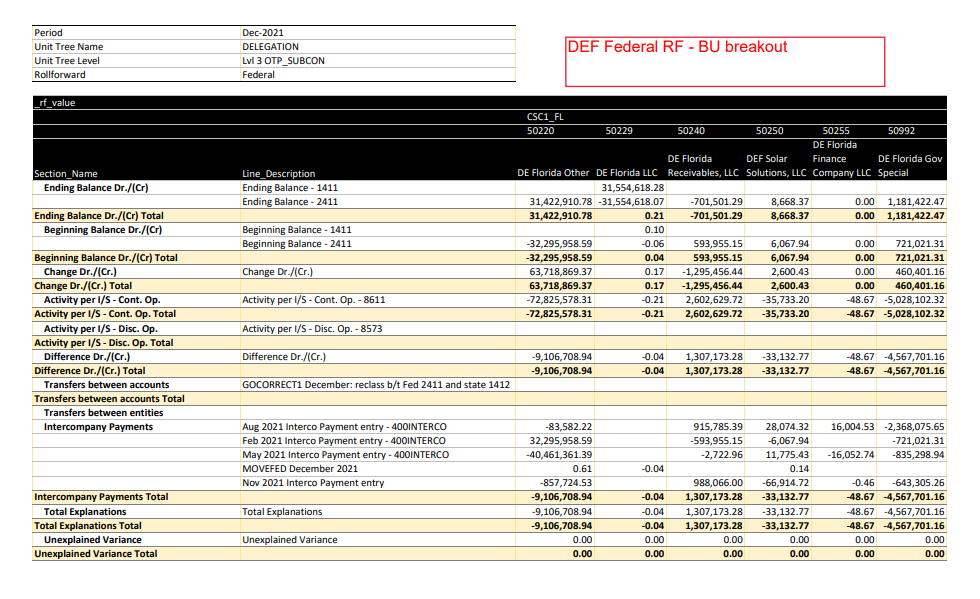 Period Dec-2021
Unit Tree Name DELEGATION
Unit Tree Level Lvl 3 OTP_SUBCON
Rollforward Federal
DEF Federal RF - BU breakout
_rf_value
CSC1_FL
50220 50229 50240 50250 50255 50992
Section_Name Line_Description DE Florida Other DE Florida LLC DE Florida Receivables, LLC DEF Solar Solutions, LLC DE Florida Finance Company LLC DE Florida Gov Special
Ending Balance Dr./(Cr) Ending Balance - 1411 31,554,618.28
Ending Balance - 2411 31,422,910.78 -31,554,618.07 -701,501.29 8,668.37 0.00 1,181,422.47
Ending Balance Dr./(Cr) Total 31,422,910.78 0.21 -701,501.29 8,668.37 0.00 1,181,422.47
Beginning Balance Dr./(Cr) Beginning Balance - 1411 0.10
Beginning Balance - 2411 -32,295,958.59 -0.06 593,955.15 6,067.94 0.00 721,021.31
Beginning Balance Dr./(Cr) Total -32,295,958.59 0.04 593,955.15 6,067.94 0.00 721,021.31
Change Dr./(Cr.) Change Dr./(Cr.) 63,718,869.37 0.17 -1,295,456.44 2,600.43 0.00 460,401.16
Change Dr./(Cr.) Total 63,718,869.37 0.17 -1,295,456.44 2,600.43 0.00 460,401.16
Activity per I/S - Cont. Op. Activity per I/S - Cont. Op. - 8611 -72,825,578.31 -0.21 2,602,629.72 -35,733.20 -48.67 -5,028,102.32
Activity per I/S - Cont. Op. Total -72,825,578.31 -0.21 2,602,629.72 -35,733.20 -48.67 -5,028,102.32
Activity per I/S - Disc. Op. Activity per I/S - Disc. Op. - 8573
Activity per I/S - Disc. Op. Total
Difference Dr./(Cr.) Difference Dr./(Cr.) -9,106,708.94 -0.04 1,307,173.28 -33,132.77 -48.67 -4,567,701.16
Difference Dr./(Cr.) Total -9,106,708.94 -0.04 1,307,173.28 -33,132.77 -48.67 -4,567,701.16
Transfers between accounts GOCORRECT1 December: reclass b/t Fed 2411 and state 1412
Transfers between accounts Total
Transfers between entities
Intercompany Payments Aug 2021 Interco Payment entry - 400INTERCO -83,582.22 915,785.39 28,074.32 16,004.53 -2,368,075.65
Feb 2021 Interco Payment entry - 400INTERCO 32,295,958.59 -593,955.15 -6,067.94 -721,021.31
May 2021 Interco Payment entry - 400INTERCO -40,461,361.39 -2,722.96 11,775.43 -16,052.74 -835,298.94
MOVEFED December 2021 0.61 -0.04 0.14
Nov 2021 Interco Payment entry -857,724.53 988,066.00 -66,914.72 -0.46 -643,305.26
Intercompany Payments Total -9,106,708.94 -0.04 1,307,173.28 -33,132.77 -48.67 -4,567,701.16
Total Explanations Total Explanations -9,106,708.94 -0.04 1,307,173.28 -33,132.77 -48.67 -4,567,701.16
Total Explanations Total -9,106,708.94 -0.04 1,307,173.28 -33,132.77 -48.67 -4,567,701.16
Unexplained Variance Unexplained Variance 0.00 0.00 0.00 0.00 0.00 0.00
Unexplained Variance Total 0.00 0.00 0.00 0.00 0.00 0.00